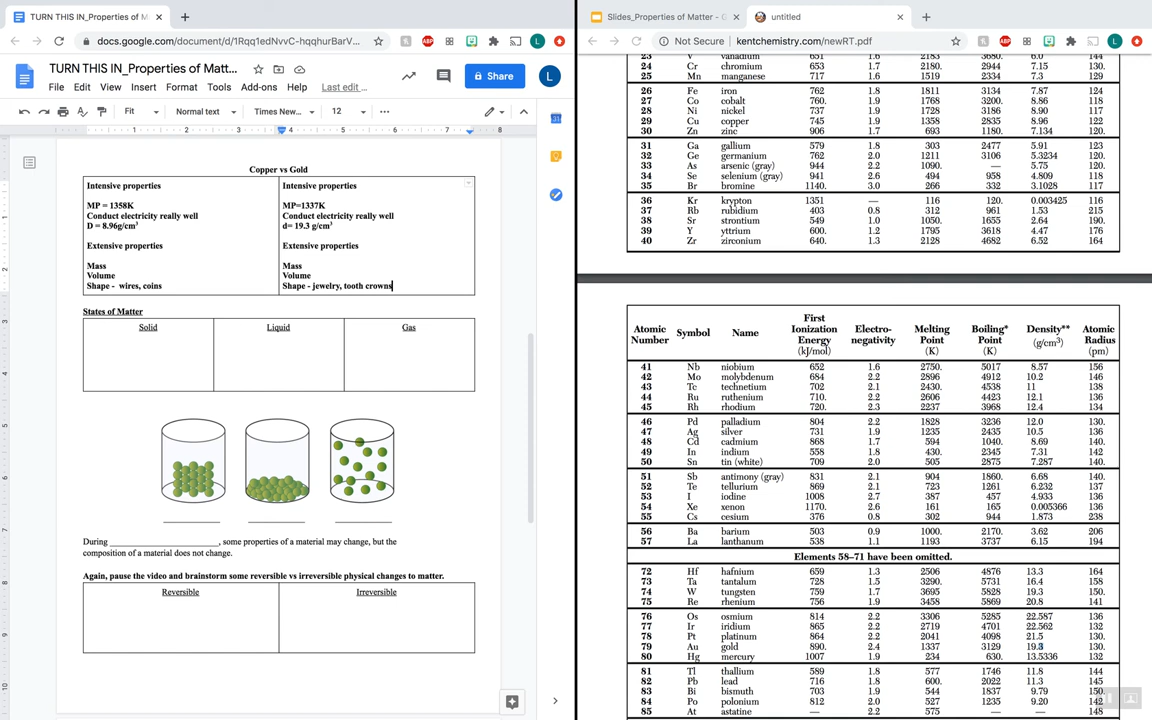 TURN THIS IN_Properties of M
docs.google.com/document/d/1Rqq1edNvvC-hqqhurBarV...
TURN THIS IN_Properties of Matt...
File Edit View Insert Format Tools Add-ons Help Last edit ...
Share
L
Fit Normal text Times New... 12
1 2 3 4 5 6 7 8
Copper vs Gold
Intensive properties
MP = 1358K
Conduct electricity really well
D = 8.96g/cm³
Extensive properties
Mass
Volume
Shape - wires, coins
Intensive properties
MP=1337K
Conduct electricity really well
d= 19.3 g/cm³
Extensive properties
Mass
Volume
Shape - jewelry, tooth crowns
States of Matter
Solid Liquid Gas
During ____________________, some properties of a material may change, but the
composition of a material does not change.
Again, pause the video and brainstorm some reversible vs irreversible physical changes to matter.
Reversible Irreversible
Slides_Properties of Matter - G
untitled
Not Secure kentchemistry.com/newRT.pdf
23 V vanadium 651 1.6 2183 3680. 6.0 144
24 Cr chromium 653 1.7 2180. 2944 7.15 130.
25 Mn manganese 717 1.6 1519 2334 7.3 129
26 Fe iron 762 1.8 1811 3134 7.87 124
27 Co cobalt 760. 1.9 1768 3200. 8.86 118
28 Ni nickel 737 1.9 1728 3186 8.90 117
29 Cu copper 745 1.9 1358 2835 8.96 122
30 Zn zinc 906 1.7 693 1180. 7.134 120.
31 Ga gallium 579 1.8 303 2477 5.91 123
32 Ge germanium 762 2.0 1211 3106 5.3234 120.
33 As arsenic (gray) 944 2.2 1090. — 5.75 120.
34 Se selenium (gray) 941 2.6 494 958 4.809 118
35 Br bromine 1140. 3.0 266 332 3.1028 117
36 Kr krypton 1351 — 116 120. 0.003425 116
37 Rb rubidium 403 0.8 312 961 1.53 215
38 Sr strontium 549 1.0 1050. 1655 2.64 190.
39 Y yttrium 600. 1.2 1795 3618 4.47 176
40 Zr zirconium 640. 1.3 2128 4682 6.52 164
Atomic Number Symbol Name First Ionization Energy (kJ/mol) Electro-negativity Melting Point (K) Boiling* Point (K) Density** (g/cm³) Atomic Radius (pm)
41 Nb niobium 652 1.6 2750. 5017 8.57 156
42 Mo molybdenum 684 2.2 2896 4912 10.2 146
43 Tc technetium 702 2.1 2430. 4538 11 138
44 Ru ruthenium 710. 2.2 2606 4423 12.1 136
45 Rh rhodium 720. 2.3 2237 3968 12.4 134
46 Pd palladium 804 2.2 1828 3236 12.0 130.
47 Ag silver 731 1.9 1235 2435 10.5 136
48 Cd cadmium 868 1.7 594 1040. 8.69 140.
49 In indium 558 1.8 430. 2345 7.31 142
50 Sn tin (white) 709 2.0 505 2875 7.287 140.
51 Sb antimony (gray) 831 2.1 904 1860. 6.68 140.
52 Te tellurium 869 2.1 723 1261 6.232 137
53 I iodine 1008 2.7 387 457 4.933 136
54 Xe xenon 1170. 2.6 161 165 0.005366 136
55 Cs cesium 376 0.8 302 944 1.873 238
56 Ba barium 503 0.9 1000. 2170. 3.62 206
57 La lanthanum 538 1.1 1193 3737 6.15 194
Elements 58–71 have been omitted.
72 Hf hafnium 659 1.3 2506 4876 13.3 164
73 Ta tantalum 728 1.5 3290. 5731 16.4 158
74 W tungsten 759 1.7 3695 5828 19.3 150.
75 Re rhenium 756 1.9 3458 5869 20.8 141
76 Os osmium 814 2.2 3306 5285 22.587 136
77 Ir iridium 865 2.2 2719 4701 22.562 132
78 Pt platinum 864 2.2 2041 4098 21.5 130.
79 Au gold 890. 2.4 1337 3129 19.3 130.
80 Hg mercury 1007 1.9 234 630. 13.5336 132
81 Tl thallium 589 1.8 577 1746 11.8 144
82 Pb lead 716 1.8 600. 2022 11.3 145
83 Bi bismuth 703 1.9 544 1837 9.79 150.
84 Po polonium 812 2.0 527 1235 9.20 142
85 At astatine — 2.2 575 — — 148